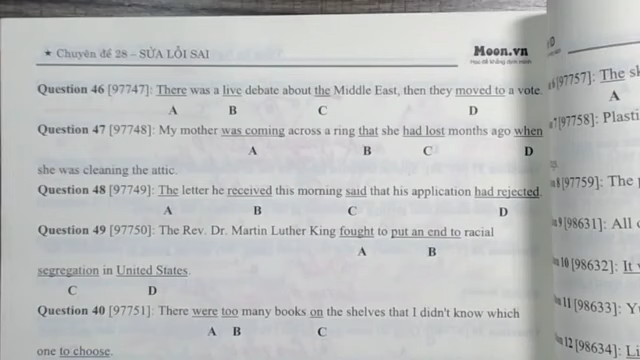 ★ Chuyên đề 28 – SỬA LỖI SAI
Moon.vn
Question 46 [97747]: There was a live debate about the Middle East, then they moved to a vote.
A B C D
Question 47 [97748]: My mother was coming across a ring that she had lost months ago when
A B C D
she was cleaning the attic.
Question 48 [97749]: The letter he received this morning said that his application had rejected.
A B C D
Question 49 [97750]: The Rev. Dr. Martin Luther King fought to put an end to racial
A B
segregation in United States.
C D
Question 40 [97751]: There were too many books on the shelves that I didn't know which
A B C
one to choose.
[97757]: The
A
[97758]: Plasti
[97759]: The
[98631]: All
10 [98632]: It
11 [98633]:
12 [98634]: Li